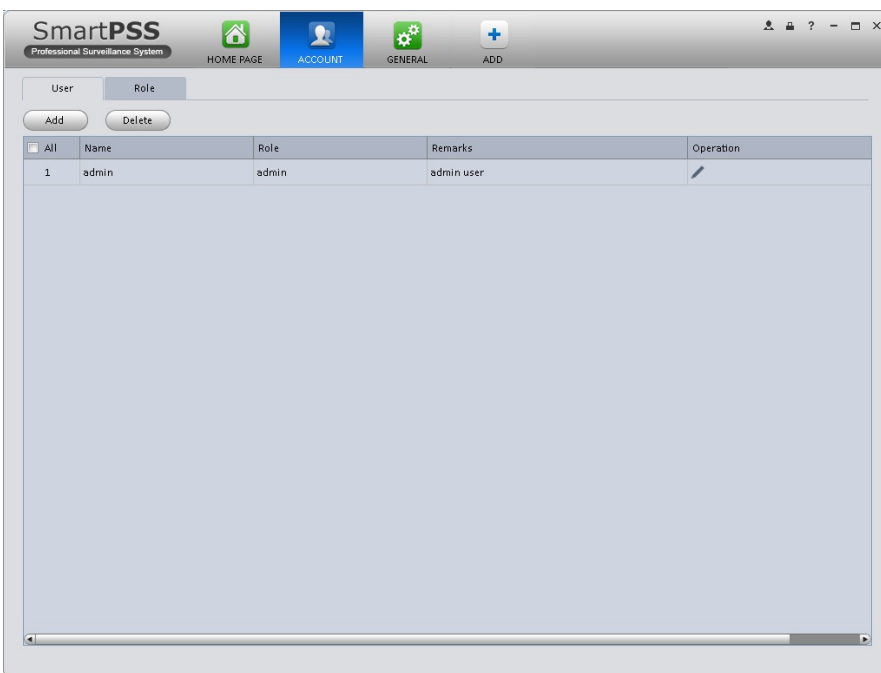 SmartPSS
Professional Surveillance System
HOME PAGE ACCOUNT GENERAL ADD
User Role
Add Delete
All Name Role Remarks Operation
1 admin admin admin user